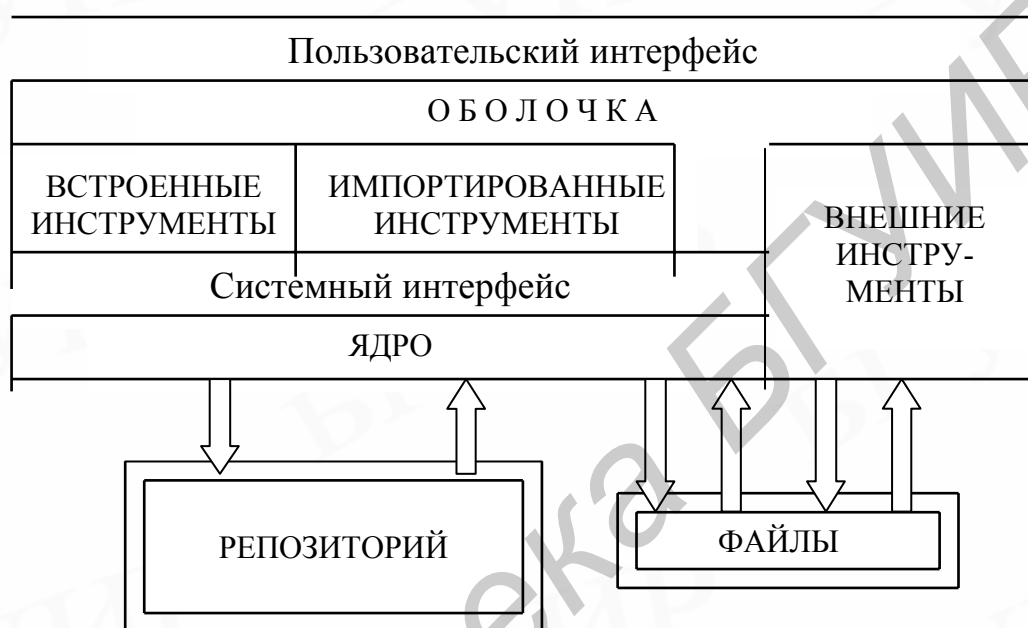 Пользовательский интерфейс
ОБОЛОЧКА
ВСТРОЕННЫЕ
ИНСТРУМЕНТЫ
ИМПОРТИРОВАННЫЕ
ИНСТРУМЕНТЫ
ВНЕШНИЕ
ИНСТРУ-
МЕНТЫ
Системный интерфейс
ЯДРО
РЕПОЗИТОРИЙ
ФАЙЛЫ